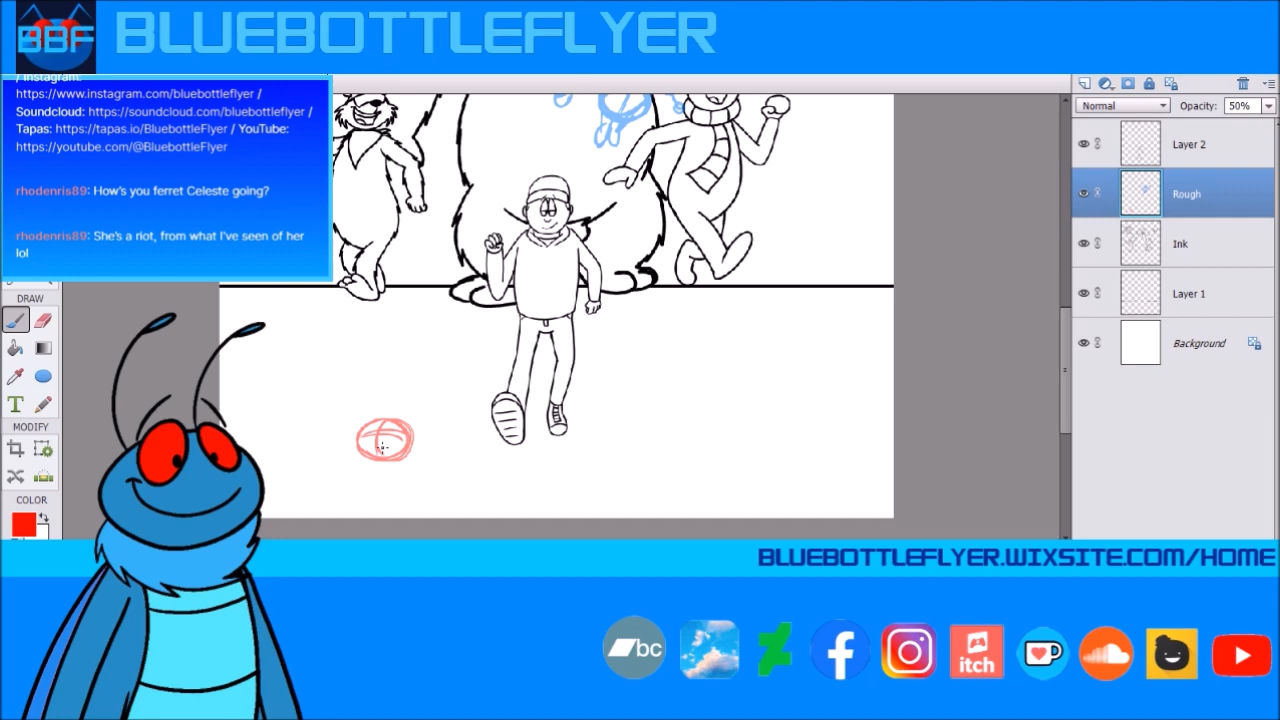 BBF
BLUEBOTTLEFLYER
/ Instagram:
https://www.instagram.com/bluebottleflyer /
Soundcloud: https://soundcloud.com/bluebottleflyer /
Tapas: https://tapas.io/BluebottleFlyer / YouTube:
https://youtube.com/@BluebottleFlyer
rhodenris89: How's you ferret Celeste going?
rhodenris89: She's a riot, from what I've seen of her
lol
Normal
Opacity: 50%
Layer 2
Rough
Ink
Layer 1
Background
DRAW
T
MODIFY
COLOR
BLUEBOTTLEFLYER.WIXSITE.COM/HOME
bc
itch